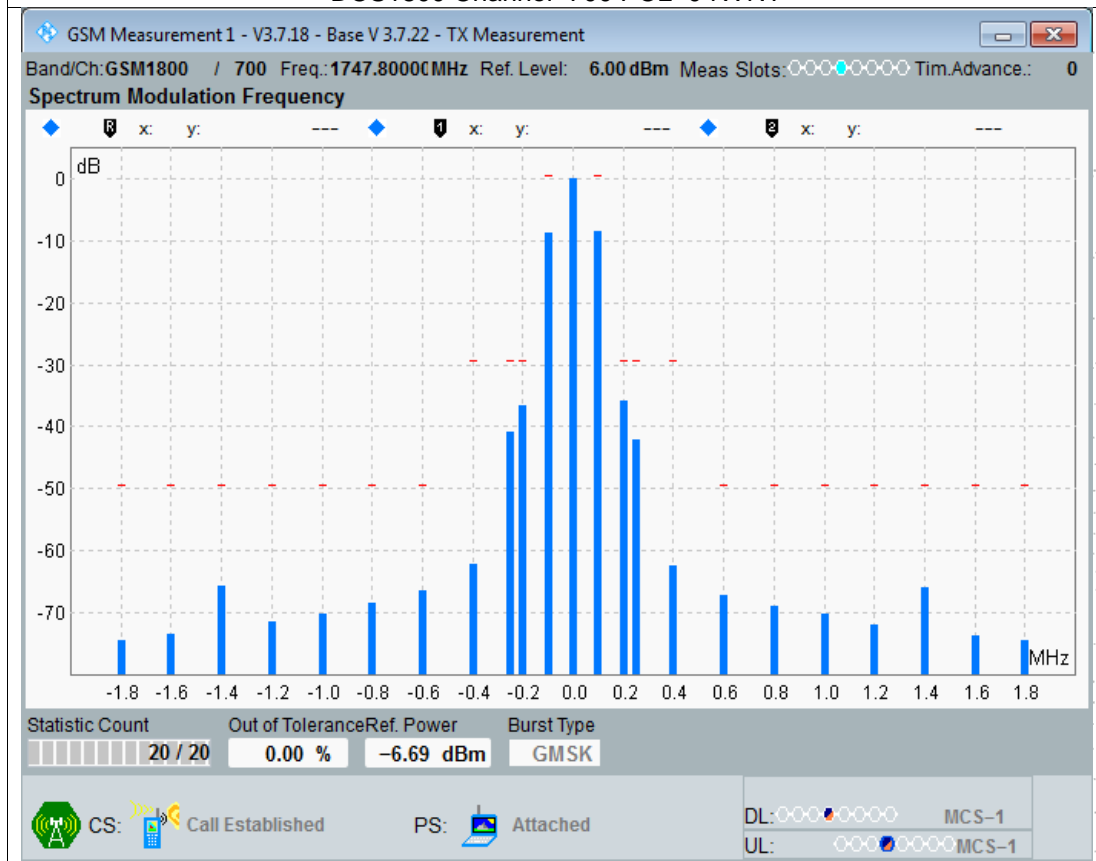 GSM Measurement 1 - V3.7.18 - Base V 3.7.22 - TX Measurement
Band/Ch:GSM1800 / 700 Freq.:1747.80000MHz Ref. Level: 6.00 dBm Meas Slots: Tim.Advance.: 0
Spectrum Modulation Frequency
R x: y: --- 1 x: y: --- 2 x: y: ---
dB
0
-10
-20
-30
-40
-50
-60
-70
MHz
-1.8 -1.6 -1.4 -1.2 -1.0 -0.8 -0.6 -0.4 -0.2 0.0 0.2 0.4 0.6 0.8 1.0 1.2 1.4 1.6 1.8
Statistic Count Out of Tolerance Ref. Power Burst Type
20 / 20 0.00 % −6.69 dBm GMSK
CS: Call Established PS: Attached
DL: MCS−1
UL: MCS−1